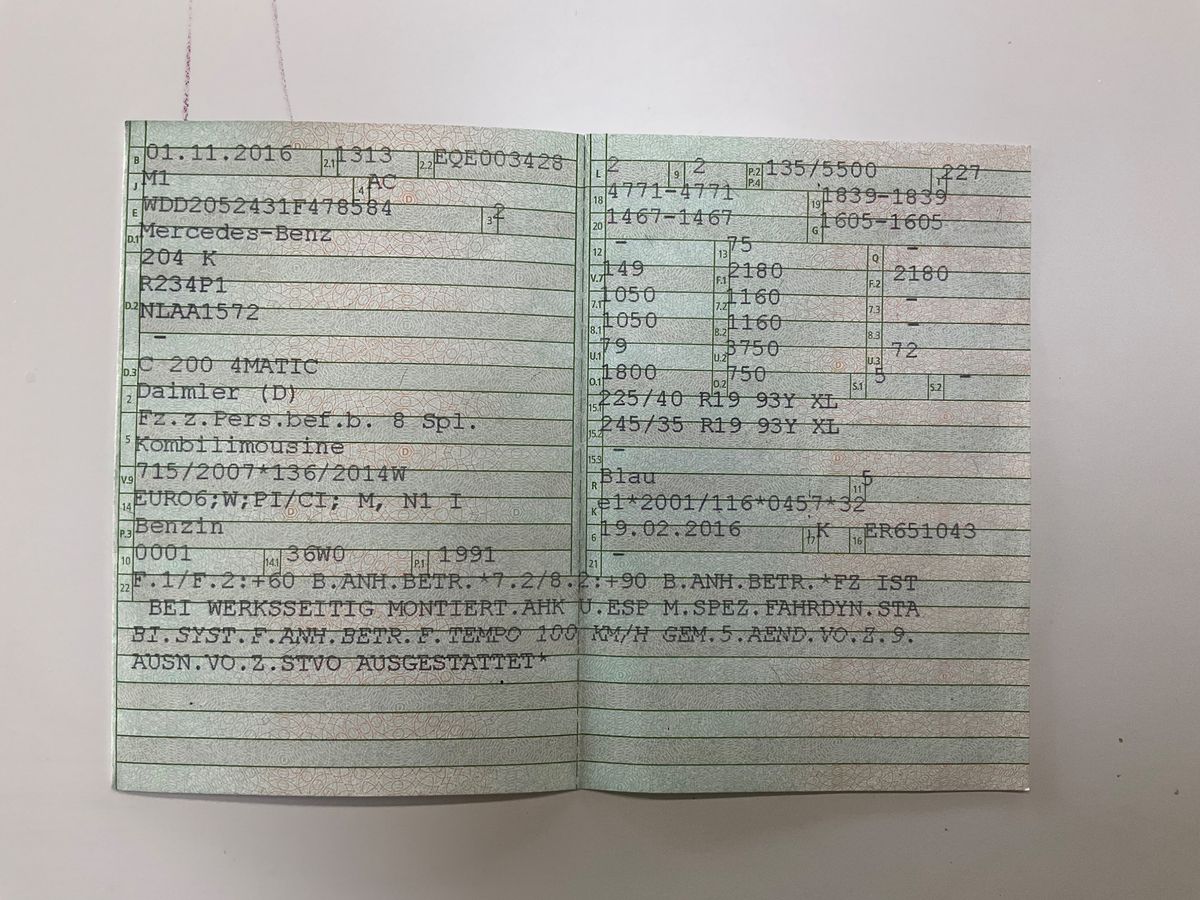 B 01.11.2016 2.1 1313 2.2 EQE003428
J M1 4 AC
E WDD2052431F478584 3 2
D.1 Mercedes-Benz
204 K
R234P1
D.2 NLAA1572
–
D.3 C 200 4MATIC
2 Daimler (D)
Fz.z.Pers.bef.b. 8 Spl.
5 Kombilimousine
V.9 715/2007*136/2014W
14 EURO6;W;PI/CI; M, N1 I
P.3 Benzin
10 0001 14.1 36W0 P.1 1991
L 2 9 2 P.2 P.4 135/5500 T 227
18 4771-4771 19 1839-1839
20 1467-1467 G 1605-1605
12 – 13 75 Q –
V.7 149 F.1 2180 F.2 2180
7.1 1050 7.2 1160 7.3 –
8.1 1050 8.2 1160 8.3 –
U.1 79 U.2 3750 U.3 72
O.1 1800 O.2 750 S.1 5 S.2 –
15.1 225/40 R19 93Y XL
15.2 245/35 R19 93Y XL
15.3 –
R Blau 11 5
K e1*2001/116*0457*32
6 19.02.2016 17 K 16 ER651043
21 –
22 F.1/F.2:+60 B.ANH.BETR.*7.2/8.2:+90 B.ANH.BETR.*FZ IST
BEI WERKSSEITIG MONTIERT.AHK U.ESP M.SPEZ.FAHRDYN.STA
BI.SYST.F.ANH.BETR.F.TEMPO 100 KM/H GEM.5.AEND.VO.Z.9.
AUSN.VO.Z.STVO AUSGESTATTET*